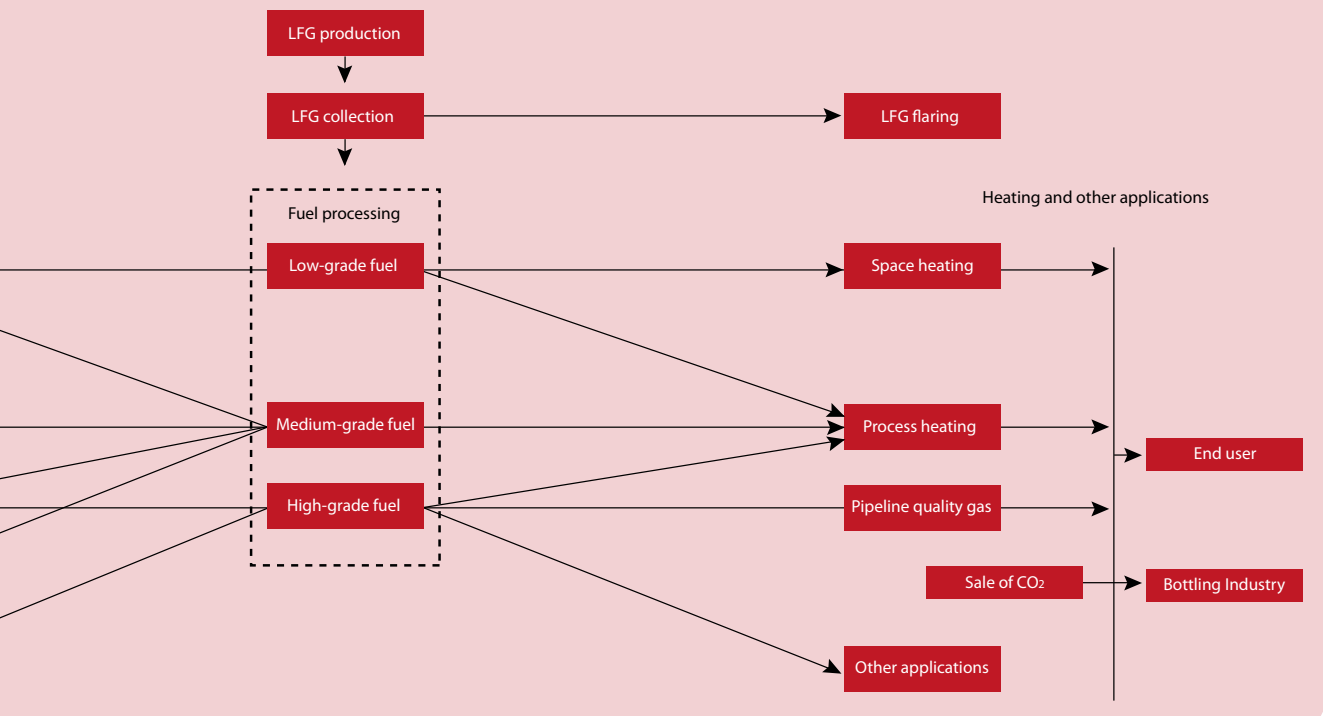 LFG production
LFG collection
LFG flaring
Heating and other applications
Fuel processing
Low-grade fuel
Space heating
Medium-grade fuel
Process heating
End user
High-grade fuel
Pipeline quality gas
Sale of CO₂
Bottling Industry
Other applications